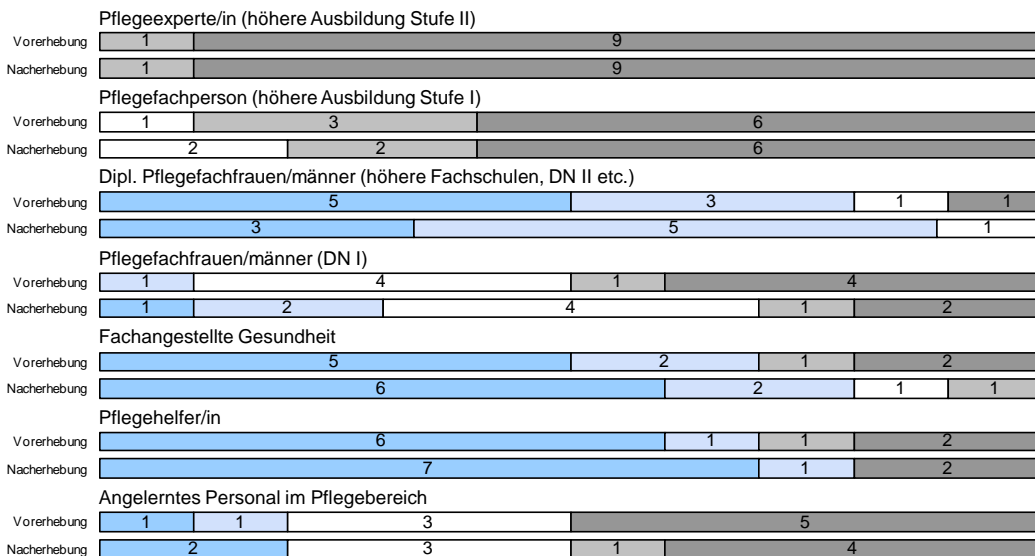 Pflegeexperte/in (höhere Ausbildung Stufe II)
Vorerhebung 1 9
Nacherhebung 1 9
Pflegefachperson (höhere Ausbildung Stufe I)
Vorerhebung 1 3 6
Nacherhebung 2 2 6
Dipl. Pflegefachfrauen/männer (höhere Fachschulen, DN II etc.)
Vorerhebung 5 3 1 1
Nacherhebung 3 5 1
Pflegefachfrauen/männer (DN I)
Vorerhebung 1 4 1 4
Nacherhebung 1 2 4 1 2
Fachangestellte Gesundheit
Vorerhebung 5 2 1 2
Nacherhebung 6 2 1 1
Pflegehelfer/in
Vorerhebung 6 1 1 2
Nacherhebung 7 1 2
Angelerntes Personal im Pflegebereich
Vorerhebung 1 1 3 5
Nacherhebung 2 3 1 4